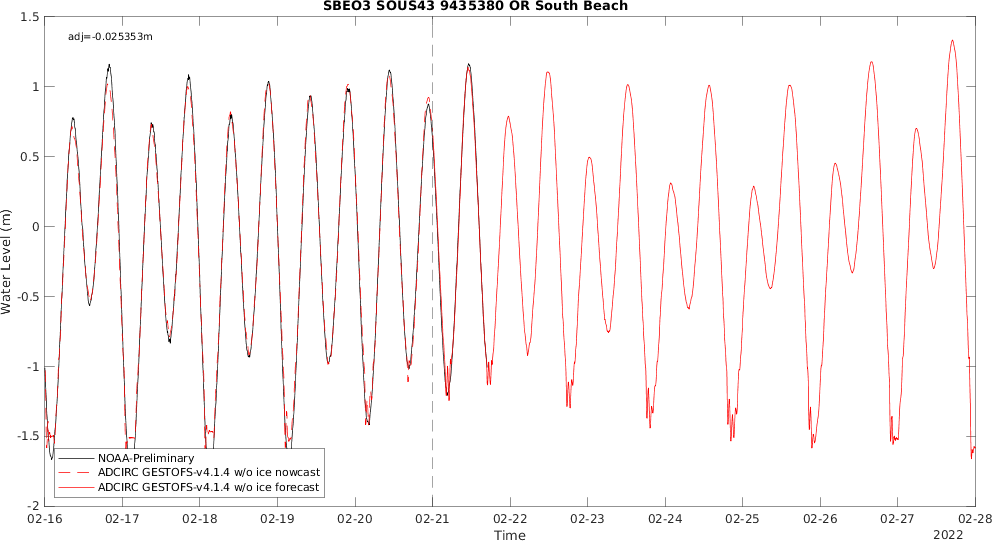 SBEO3 SOUS43 9435380 OR South Beach
adj=-0.025353m
1.5
1
0.5
0
-0.5
-1
-1.5
-2
Water Level (m)
NOAA-Preliminary
ADCIRC GESTOFS-v4.1.4 w/o ice nowcast
ADCIRC GESTOFS-v4.1.4 w/o ice forecast
02-16 02-17 02-18 02-19 02-20 02-21 02-22 02-23 02-24 02-25 02-26 02-27 02-28
Time
2022